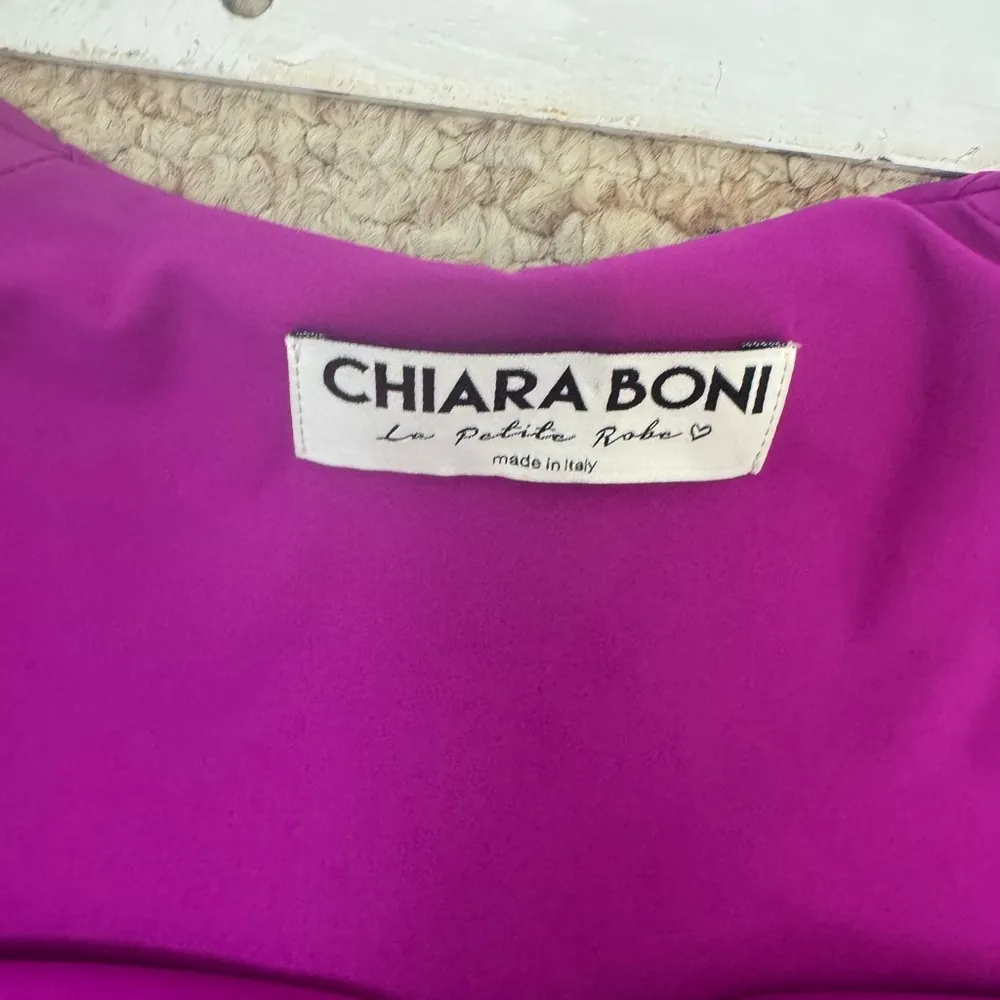 CHIARA BONI
La Petite Robe ♡
made in Italy